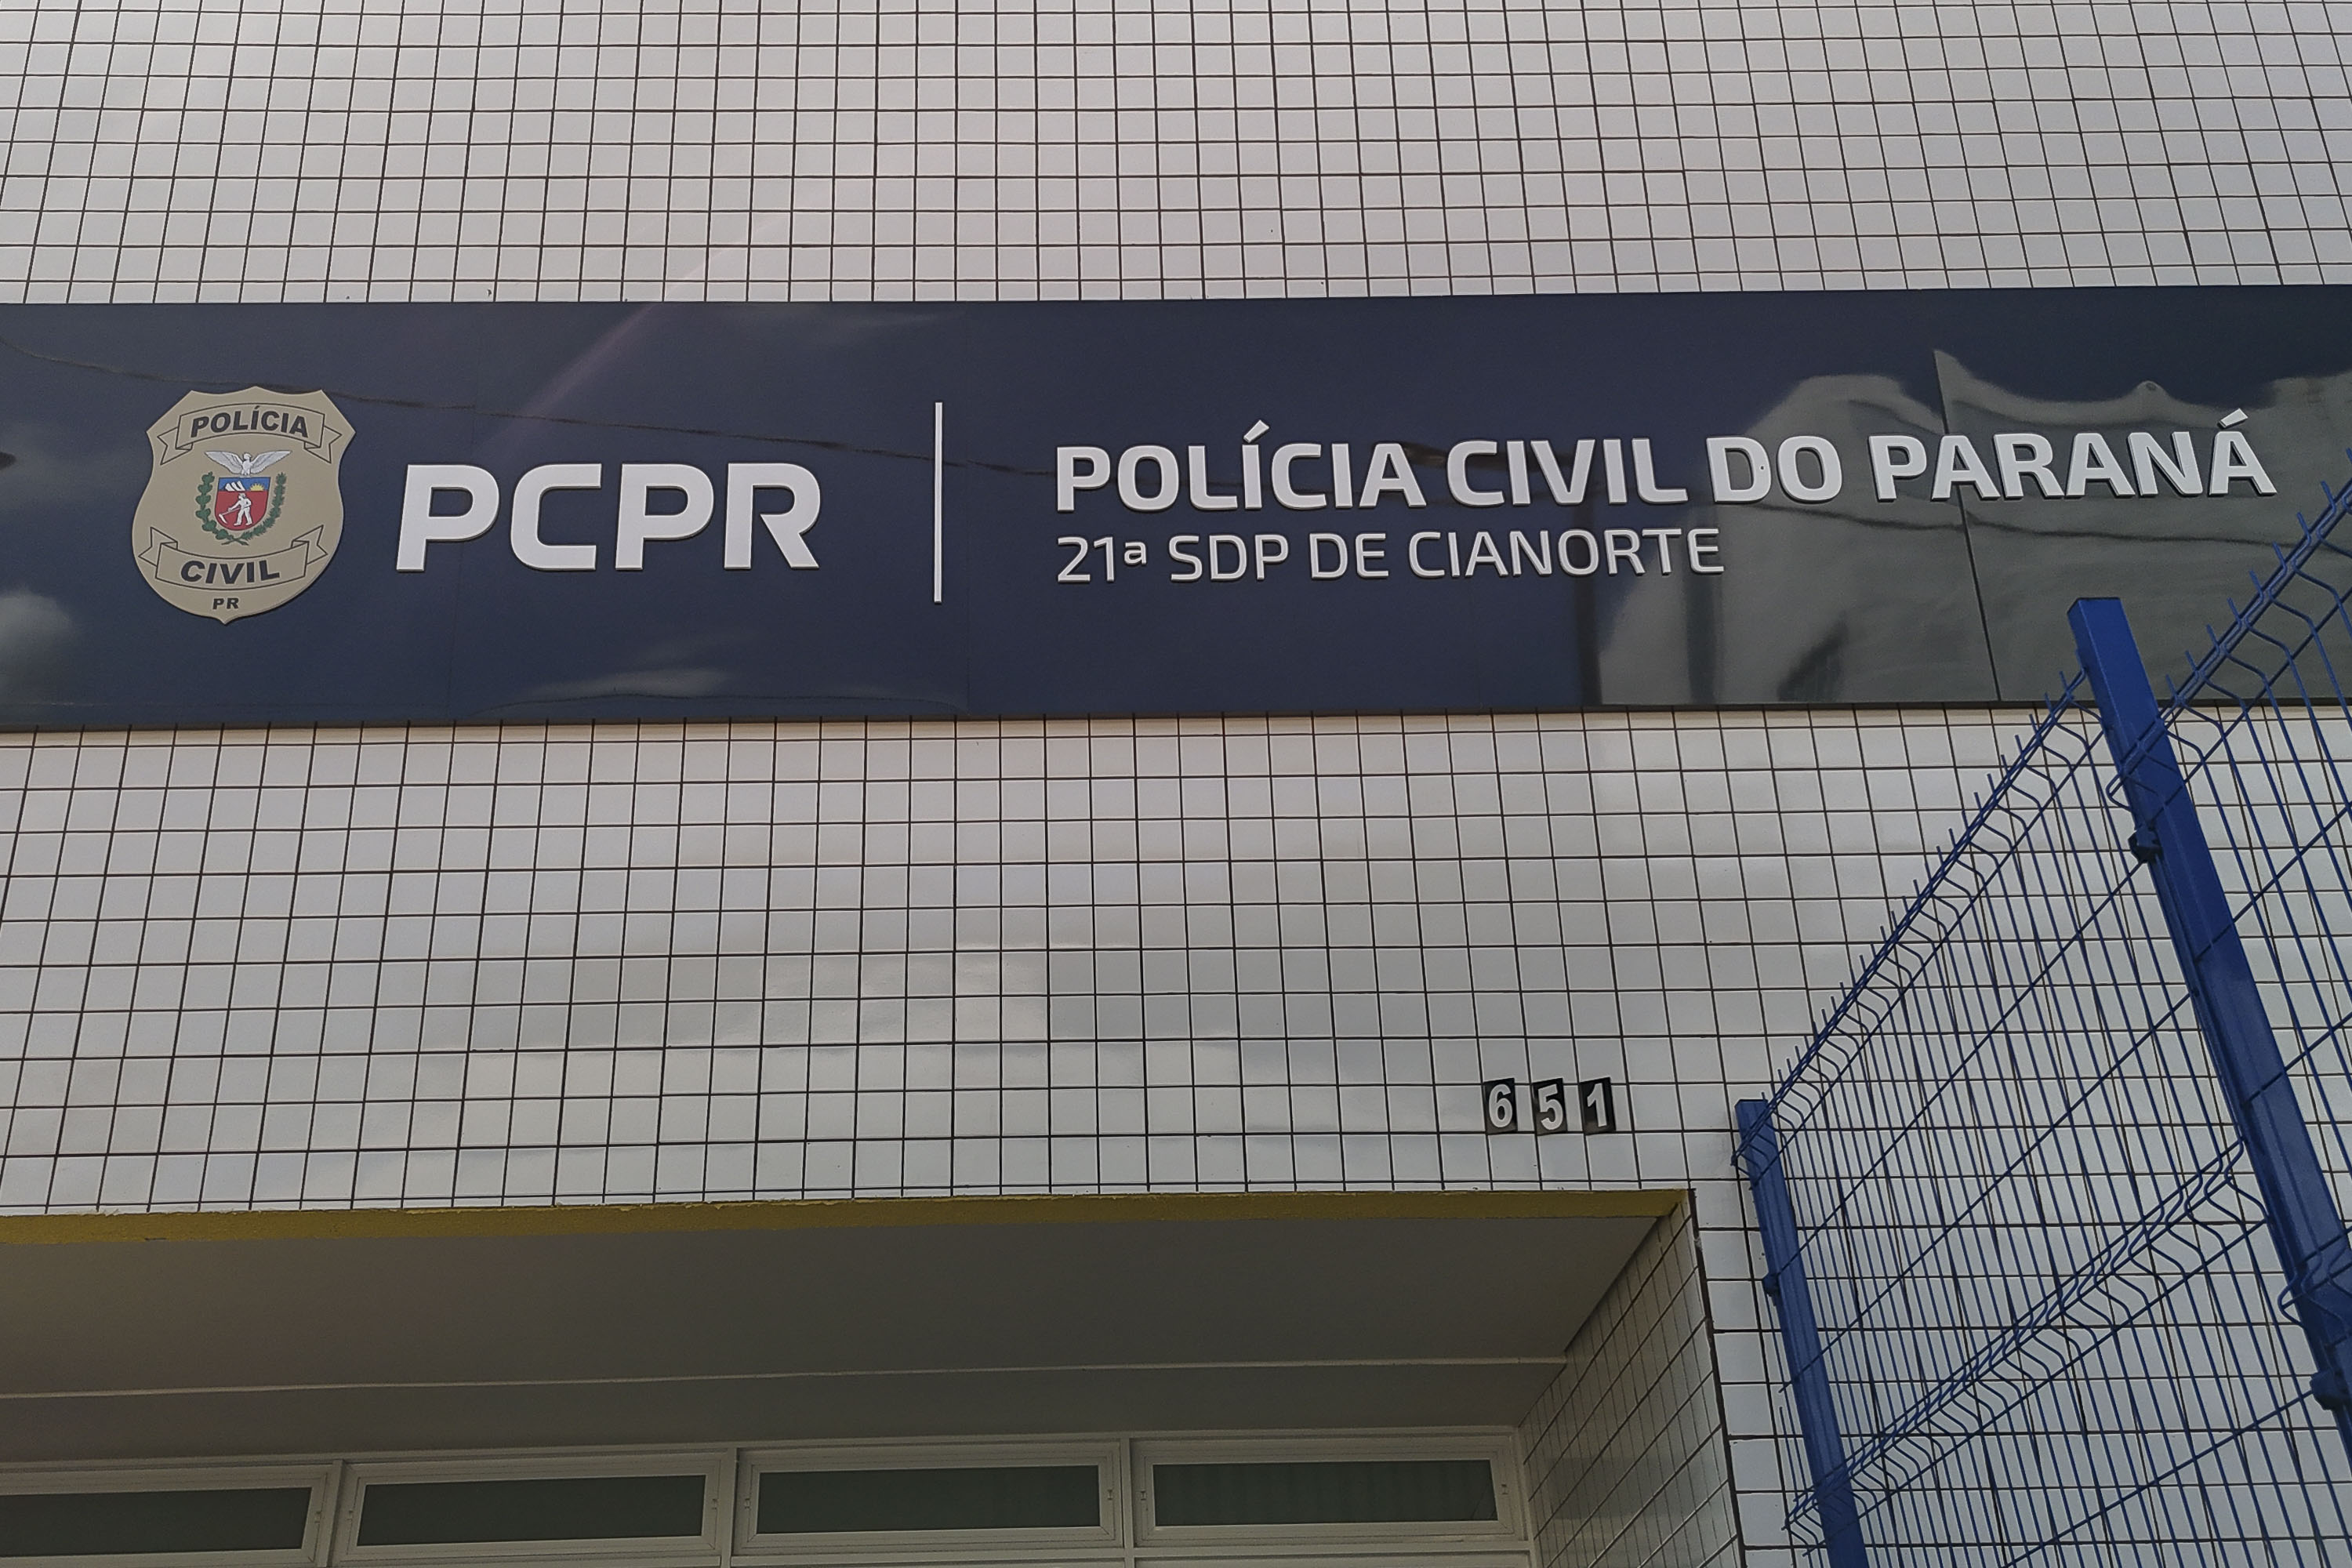 POLÍCIA
CIVIL
PR
PCPR
POLÍCIA CIVIL DO PARANÁ
21ª SDP DE CIANORTE
651